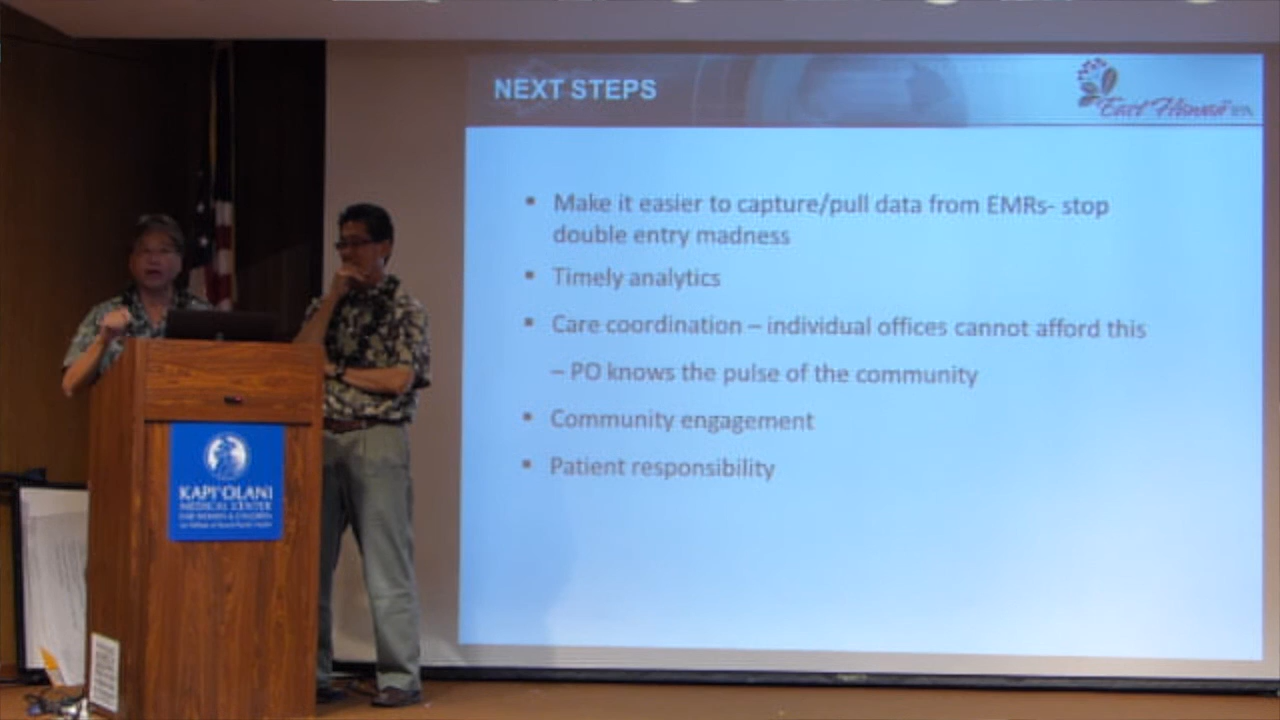 NEXT STEPS
East Hawaii IPA
▪ Make it easier to capture/pull data from EMRs- stop
double entry madness
▪ Timely analytics
▪ Care coordination – individual offices cannot afford this
– PO knows the pulse of the community
▪ Community engagement
▪ Patient responsibility
KAPI'OLANI
MEDICAL CENTER
FOR WOMEN & CHILDREN